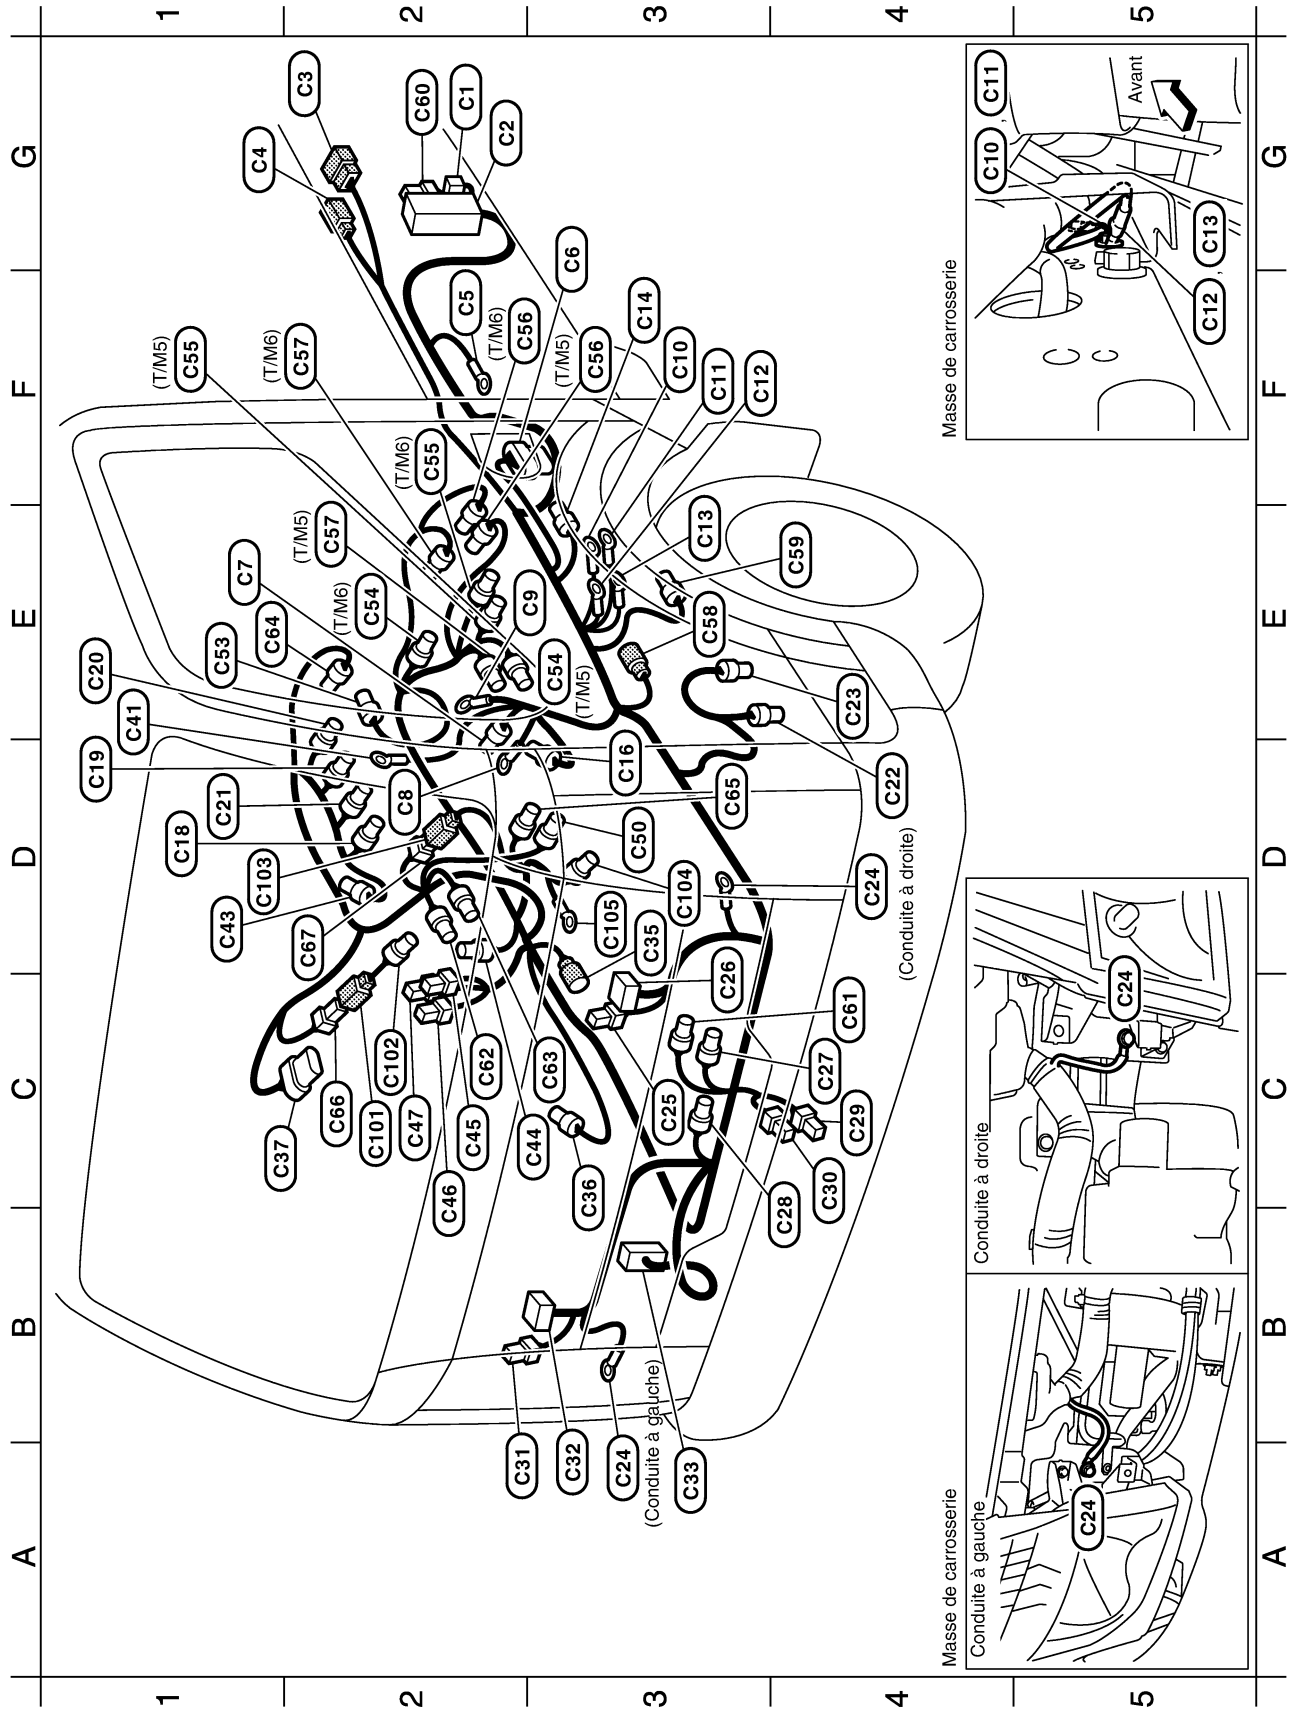 1
2
3
4
5
G
F
E
D
C
B
A
C3
C4
C60
C1
C2
C6
C5
(T/M6)
C56
C14
(T/M5)
C56
C10
C11
C12
(T/M5)
C55
(T/M6)
C57
(T/M6)
C55
(T/M5)
C57
C7
(T/M6)
C54
C64
C53
C20
C41
C19
C21
C18
C103
C43
C67
C8
C9
C54
(T/M5)
C13
C59
C58
C23
C22
C16
C65
C50
C104
C24
(Conduite à droite)
C105
C35
C26
C61
C27
C29
C30
C28
C25
C36
C63
C44
C62
C45
C46
C47
C102
C101
C66
C37
C31
C32
C24
(Conduite à gauche)
C33
Masse de carrosserie
C10
,
C11
Avant
C12
,
C13
Conduite à droite
C24
Masse de carrosserie
Conduite à gauche
C24
G
F
E
D
C
B
A
1
2
3
4
5